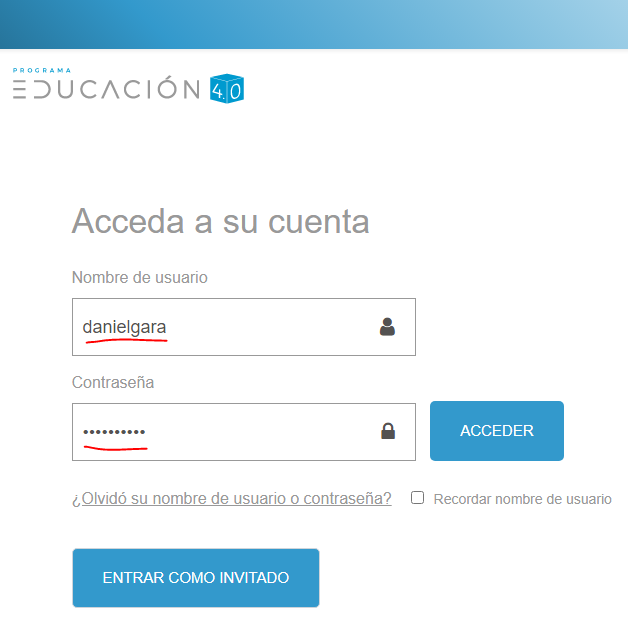 PROGRAMA
EDUCACIÓN 4.0
Acceda a su cuenta
Nombre de usuario
danielgara
Contraseña
••••••••••
ACCEDER
¿Olvidó su nombre de usuario o contraseña? Recordar nombre de usuario
ENTRAR COMO INVITADO